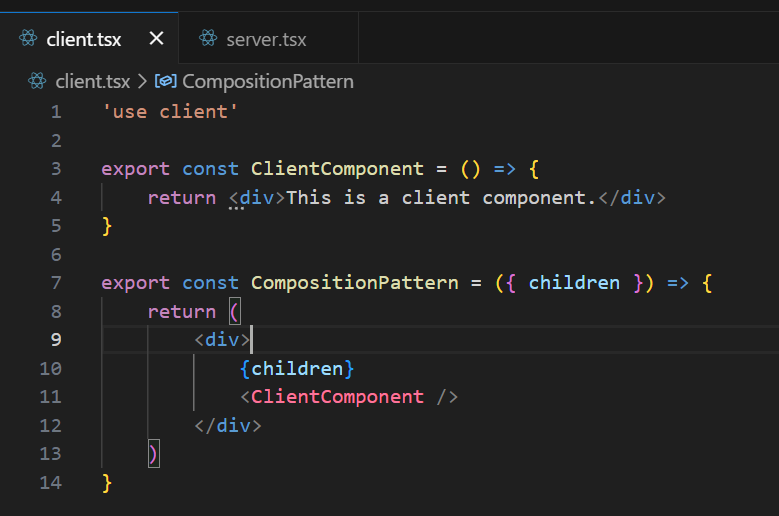 client.tsx × server.tsx
client.tsx > CompositionPattern
1 'use client'
2
3 export const ClientComponent = () => {
4     return <div>This is a client component.</div>
5 }
6
7 export const CompositionPattern = ({ children }) => {
8     return (
9         <div>
10             {children}
11             <ClientComponent />
12         </div>
13     )
14 }